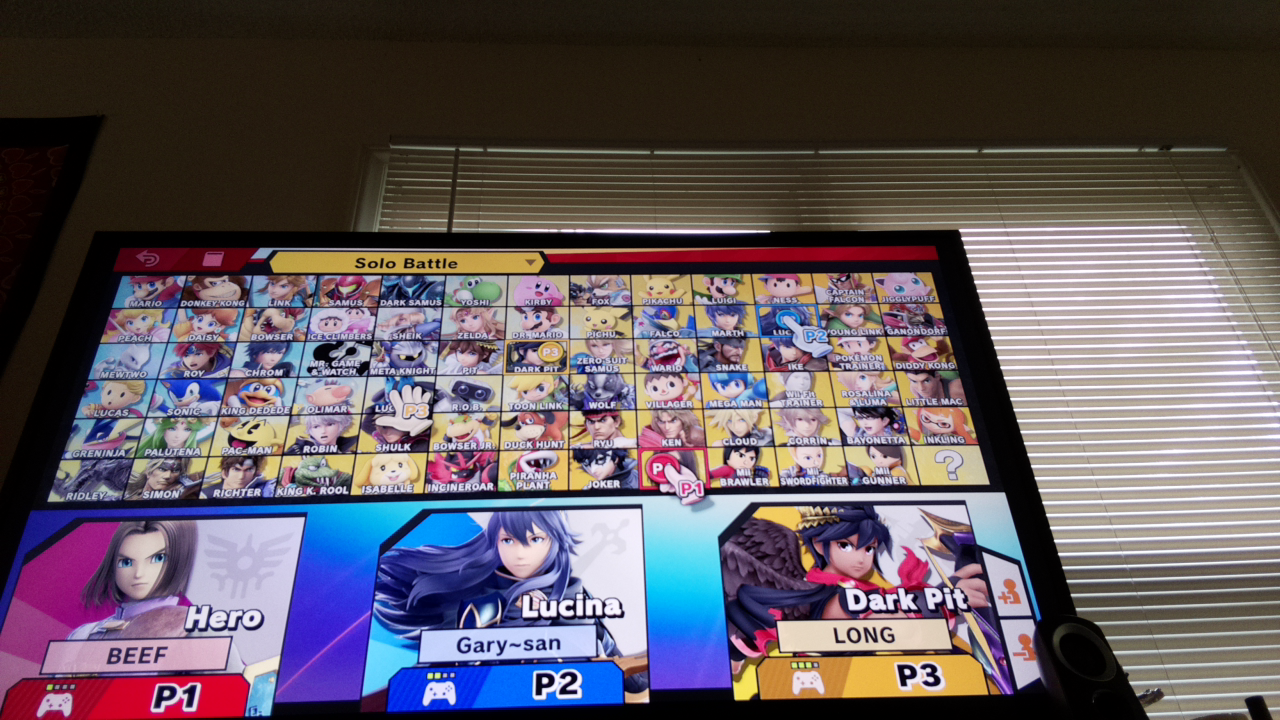 Solo Battle
MARIO DONKEY KONG LINK SAMUS DARK SAMUS YOSHI KIRBY FOX PIKACHU LUIGI NESS CAPTAIN FALCON JIGGLYPUFF
PEACH DAISY BOWSER ICE CLIMBERS SHEIK ZELDA DR. MARIO PICHU FALCO MARTH P2 YOUNG LINK GANONDORF
MEWTWO ROY CHROM MR. GAME & WATCH META KNIGHT PIT DARK PIT P3 ZERO SUIT SAMUS WARIO SNAKE IKE POKÉMON TRAINER DIDDY KONG
LUCAS SONIC KING DEDEDE OLIMAR P3 R.O.B. TOON LINK WOLF VILLAGER MEGA MAN WII FIT TRAINER ROSALINA & LUMA LITTLE MAC
GRENINJA PALUTENA PAC-MAN ROBIN SHULK BOWSER JR. DUCK HUNT RYU KEN CLOUD CORRIN BAYONETTA INKLING
RIDLEY SIMON RICHTER KING K. ROOL ISABELLE INCINEROAR PIRANHA PLANT JOKER P1 MII BRAWLER MII SWORDFIGHTER MII GUNNER ?
Hero
BEEF
P1
Lucina
Gary~san
P2
Dark Pit
LONG
P3